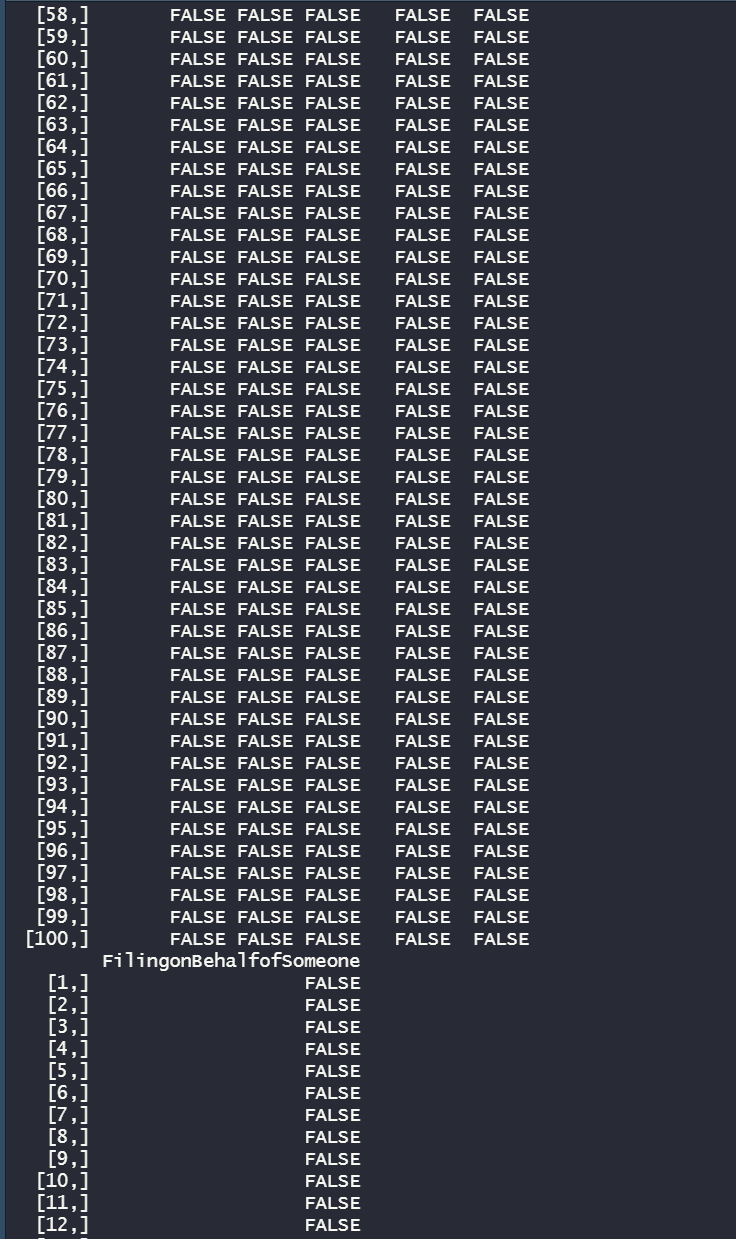 [58,] FALSE FALSE FALSE FALSE FALSE
[59,] FALSE FALSE FALSE FALSE FALSE
[60,] FALSE FALSE FALSE FALSE FALSE
[61,] FALSE FALSE FALSE FALSE FALSE
[62,] FALSE FALSE FALSE FALSE FALSE
[63,] FALSE FALSE FALSE FALSE FALSE
[64,] FALSE FALSE FALSE FALSE FALSE
[65,] FALSE FALSE FALSE FALSE FALSE
[66,] FALSE FALSE FALSE FALSE FALSE
[67,] FALSE FALSE FALSE FALSE FALSE
[68,] FALSE FALSE FALSE FALSE FALSE
[69,] FALSE FALSE FALSE FALSE FALSE
[70,] FALSE FALSE FALSE FALSE FALSE
[71,] FALSE FALSE FALSE FALSE FALSE
[72,] FALSE FALSE FALSE FALSE FALSE
[73,] FALSE FALSE FALSE FALSE FALSE
[74,] FALSE FALSE FALSE FALSE FALSE
[75,] FALSE FALSE FALSE FALSE FALSE
[76,] FALSE FALSE FALSE FALSE FALSE
[77,] FALSE FALSE FALSE FALSE FALSE
[78,] FALSE FALSE FALSE FALSE FALSE
[79,] FALSE FALSE FALSE FALSE FALSE
[80,] FALSE FALSE FALSE FALSE FALSE
[81,] FALSE FALSE FALSE FALSE FALSE
[82,] FALSE FALSE FALSE FALSE FALSE
[83,] FALSE FALSE FALSE FALSE FALSE
[84,] FALSE FALSE FALSE FALSE FALSE
[85,] FALSE FALSE FALSE FALSE FALSE
[86,] FALSE FALSE FALSE FALSE FALSE
[87,] FALSE FALSE FALSE FALSE FALSE
[88,] FALSE FALSE FALSE FALSE FALSE
[89,] FALSE FALSE FALSE FALSE FALSE
[90,] FALSE FALSE FALSE FALSE FALSE
[91,] FALSE FALSE FALSE FALSE FALSE
[92,] FALSE FALSE FALSE FALSE FALSE
[93,] FALSE FALSE FALSE FALSE FALSE
[94,] FALSE FALSE FALSE FALSE FALSE
[95,] FALSE FALSE FALSE FALSE FALSE
[96,] FALSE FALSE FALSE FALSE FALSE
[97,] FALSE FALSE FALSE FALSE FALSE
[98,] FALSE FALSE FALSE FALSE FALSE
[99,] FALSE FALSE FALSE FALSE FALSE
[100,] FALSE FALSE FALSE FALSE FALSE
FilingonBehalfofSomeone
[1,] FALSE
[2,] FALSE
[3,] FALSE
[4,] FALSE
[5,] FALSE
[6,] FALSE
[7,] FALSE
[8,] FALSE
[9,] FALSE
[10,] FALSE
[11,] FALSE
[12,] FALSE